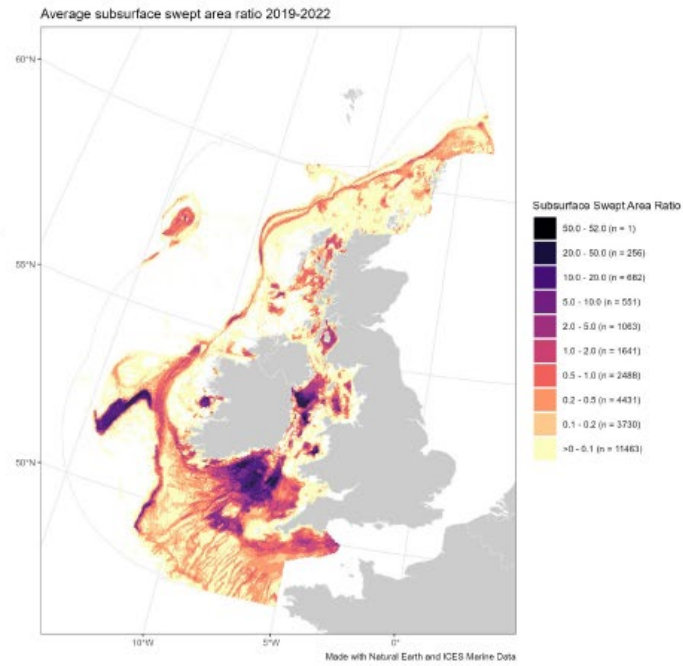 Average subsurface swept area ratio 2019-2022
60°N
55°N
50°N
10°W
5°W
0°
Subsurface Swept Area Ratio
50.0 - 52.0 (n = 1)
20.0 - 50.0 (n = 256)
10.0 - 20.0 (n = 682)
5.0 - 10.0 (n = 551)
2.0 - 5.0 (n = 1063)
1.0 - 2.0 (n = 1641)
0.5 - 1.0 (n = 2488)
0.2 - 0.5 (n = 4431)
0.1 - 0.2 (n = 3730)
>0 - 0.1 (n = 11463)
Made with Natural Earth and ICES Marine Data